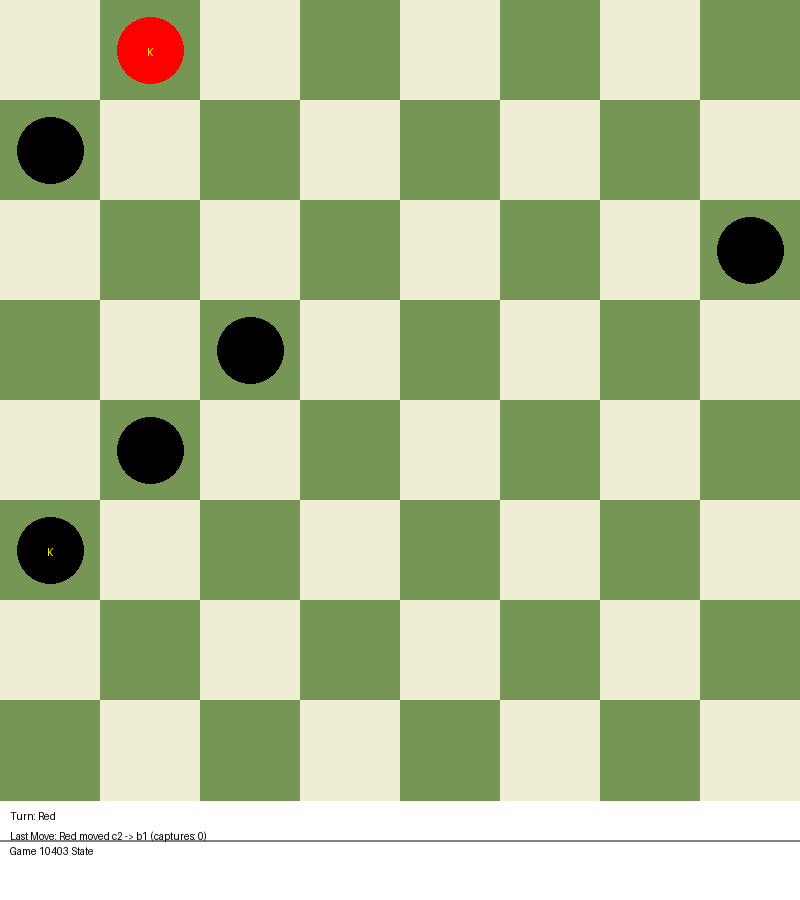 K
K
Turn: Red
Last Move: Red moved c2 -> b1 (captures: 0)
Game 10403 State